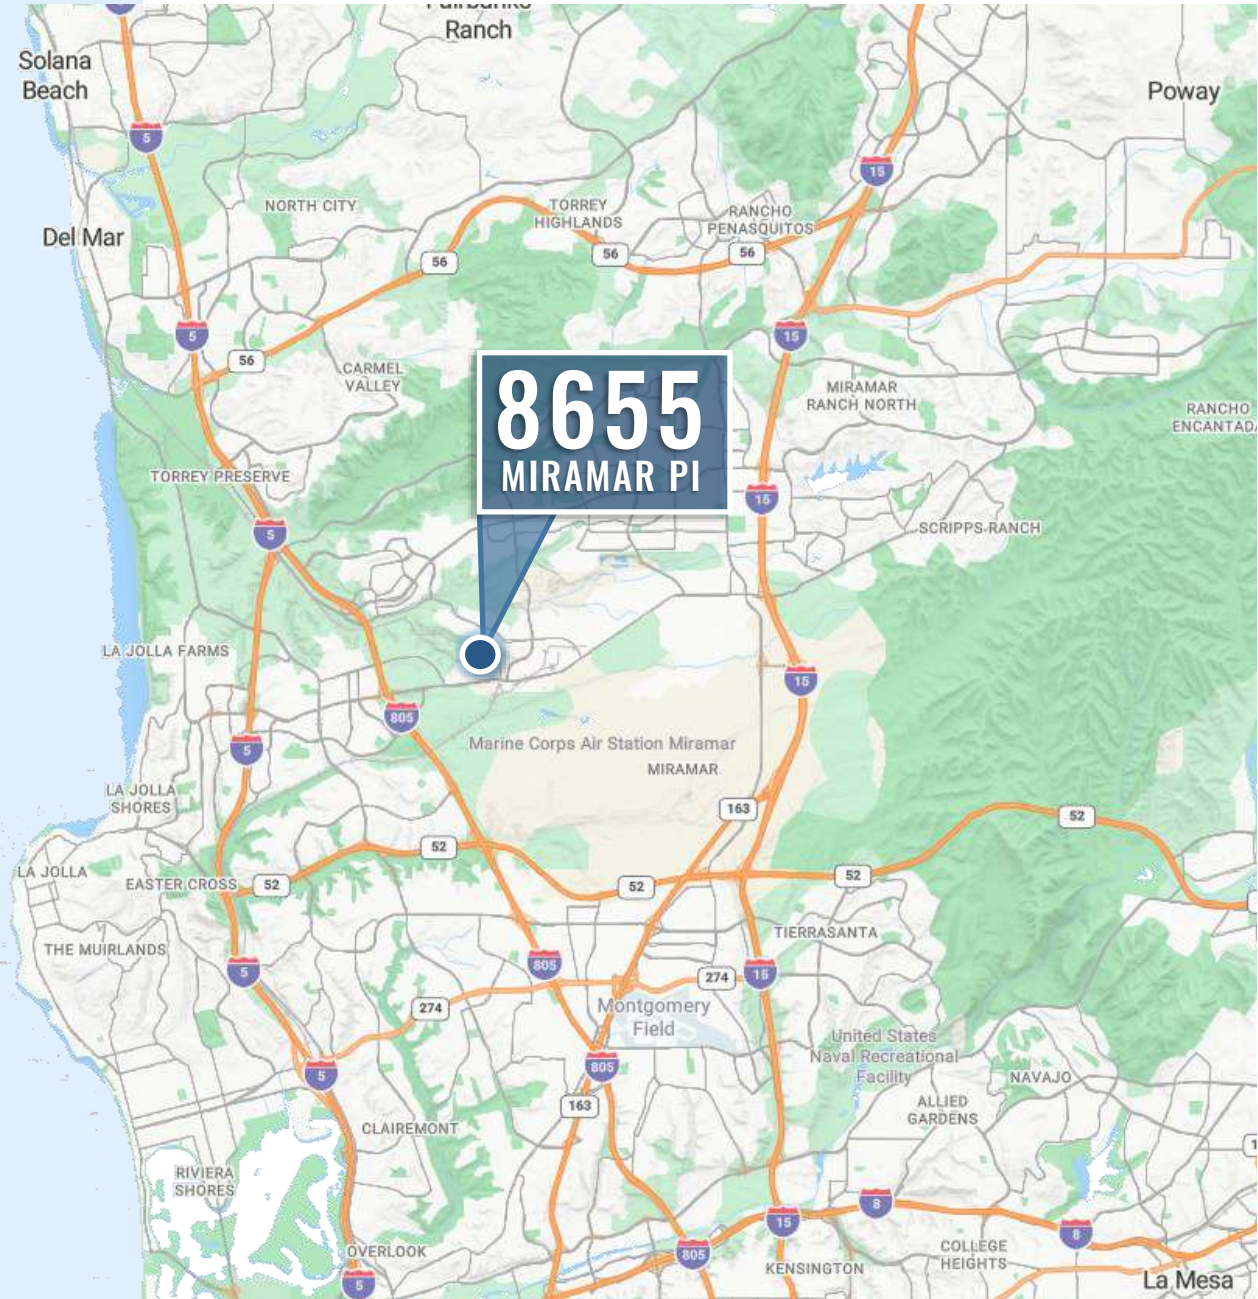 Fairbanks
Ranch
Solana
Beach
Poway
5
15
NORTH CITY
TORREY
HIGHLANDS
RANCHO
PENASQUITOS
Del Mar
56
56
56
5
15
56
CARMEL
VALLEY
8655
MIRAMAR PI
MIRAMAR
RANCH NORTH
RANCHO
ENCANTADA
TORREY PRESERVE
15
5
SCRIPPS RANCH
LA JOLLA FARMS
15
805
5
Marine Corps Air Station Miramar
MIRAMAR
LA JOLLA
SHORES
163
52
52
LA JOLLA
EASTER CROSS
52
52
52
TIERRASANTA
THE MUIRLANDS
5
805
274
15
274
Montgomery
Field
United States
Naval Recreational
Facility
5
805
NAVAJO
163
ALLIED
GARDENS
CLAIREMONT
RIVIERA
SHORES
8
15
8
OVERLOOK
805
COLLEGE
HEIGHTS
KENSINGTON
5
La Mesa